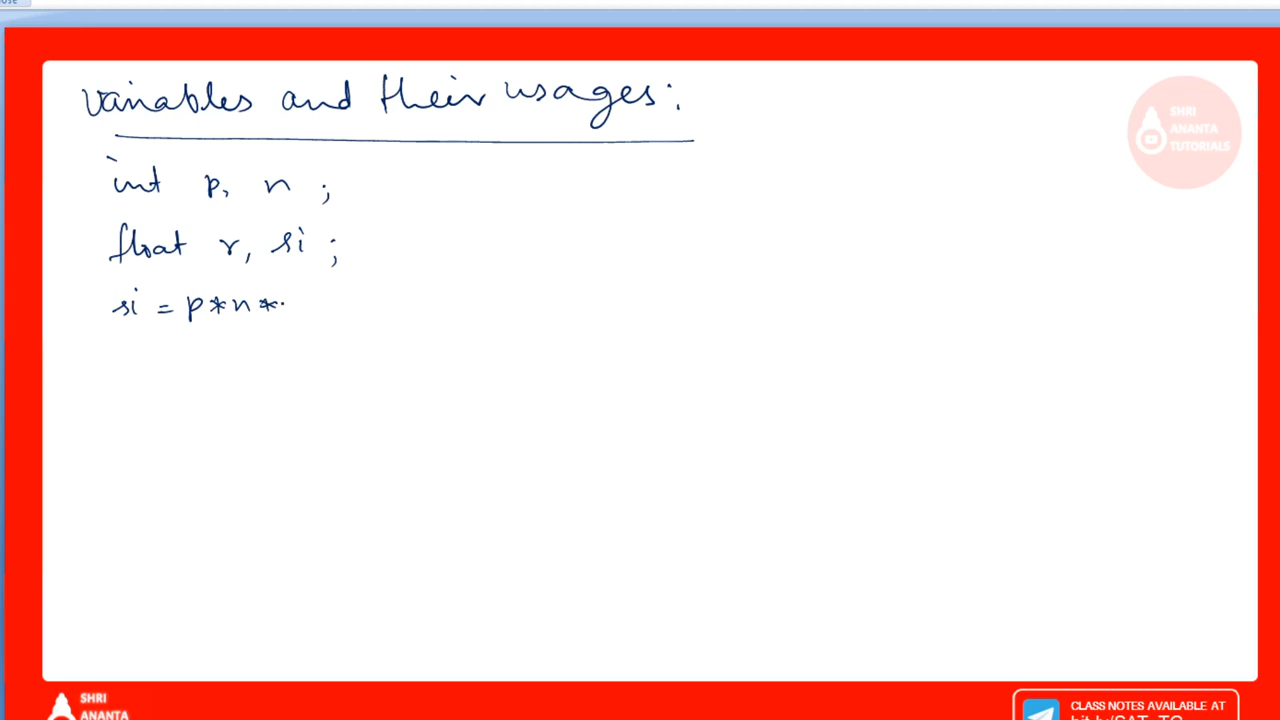 variables and their usages:
int p, n ;
float r, si ;
si = p*n*
SHRI
ANANTA
TUTORIALS
SHRI
ANANTA
CLASS NOTES AVAILABLE AT